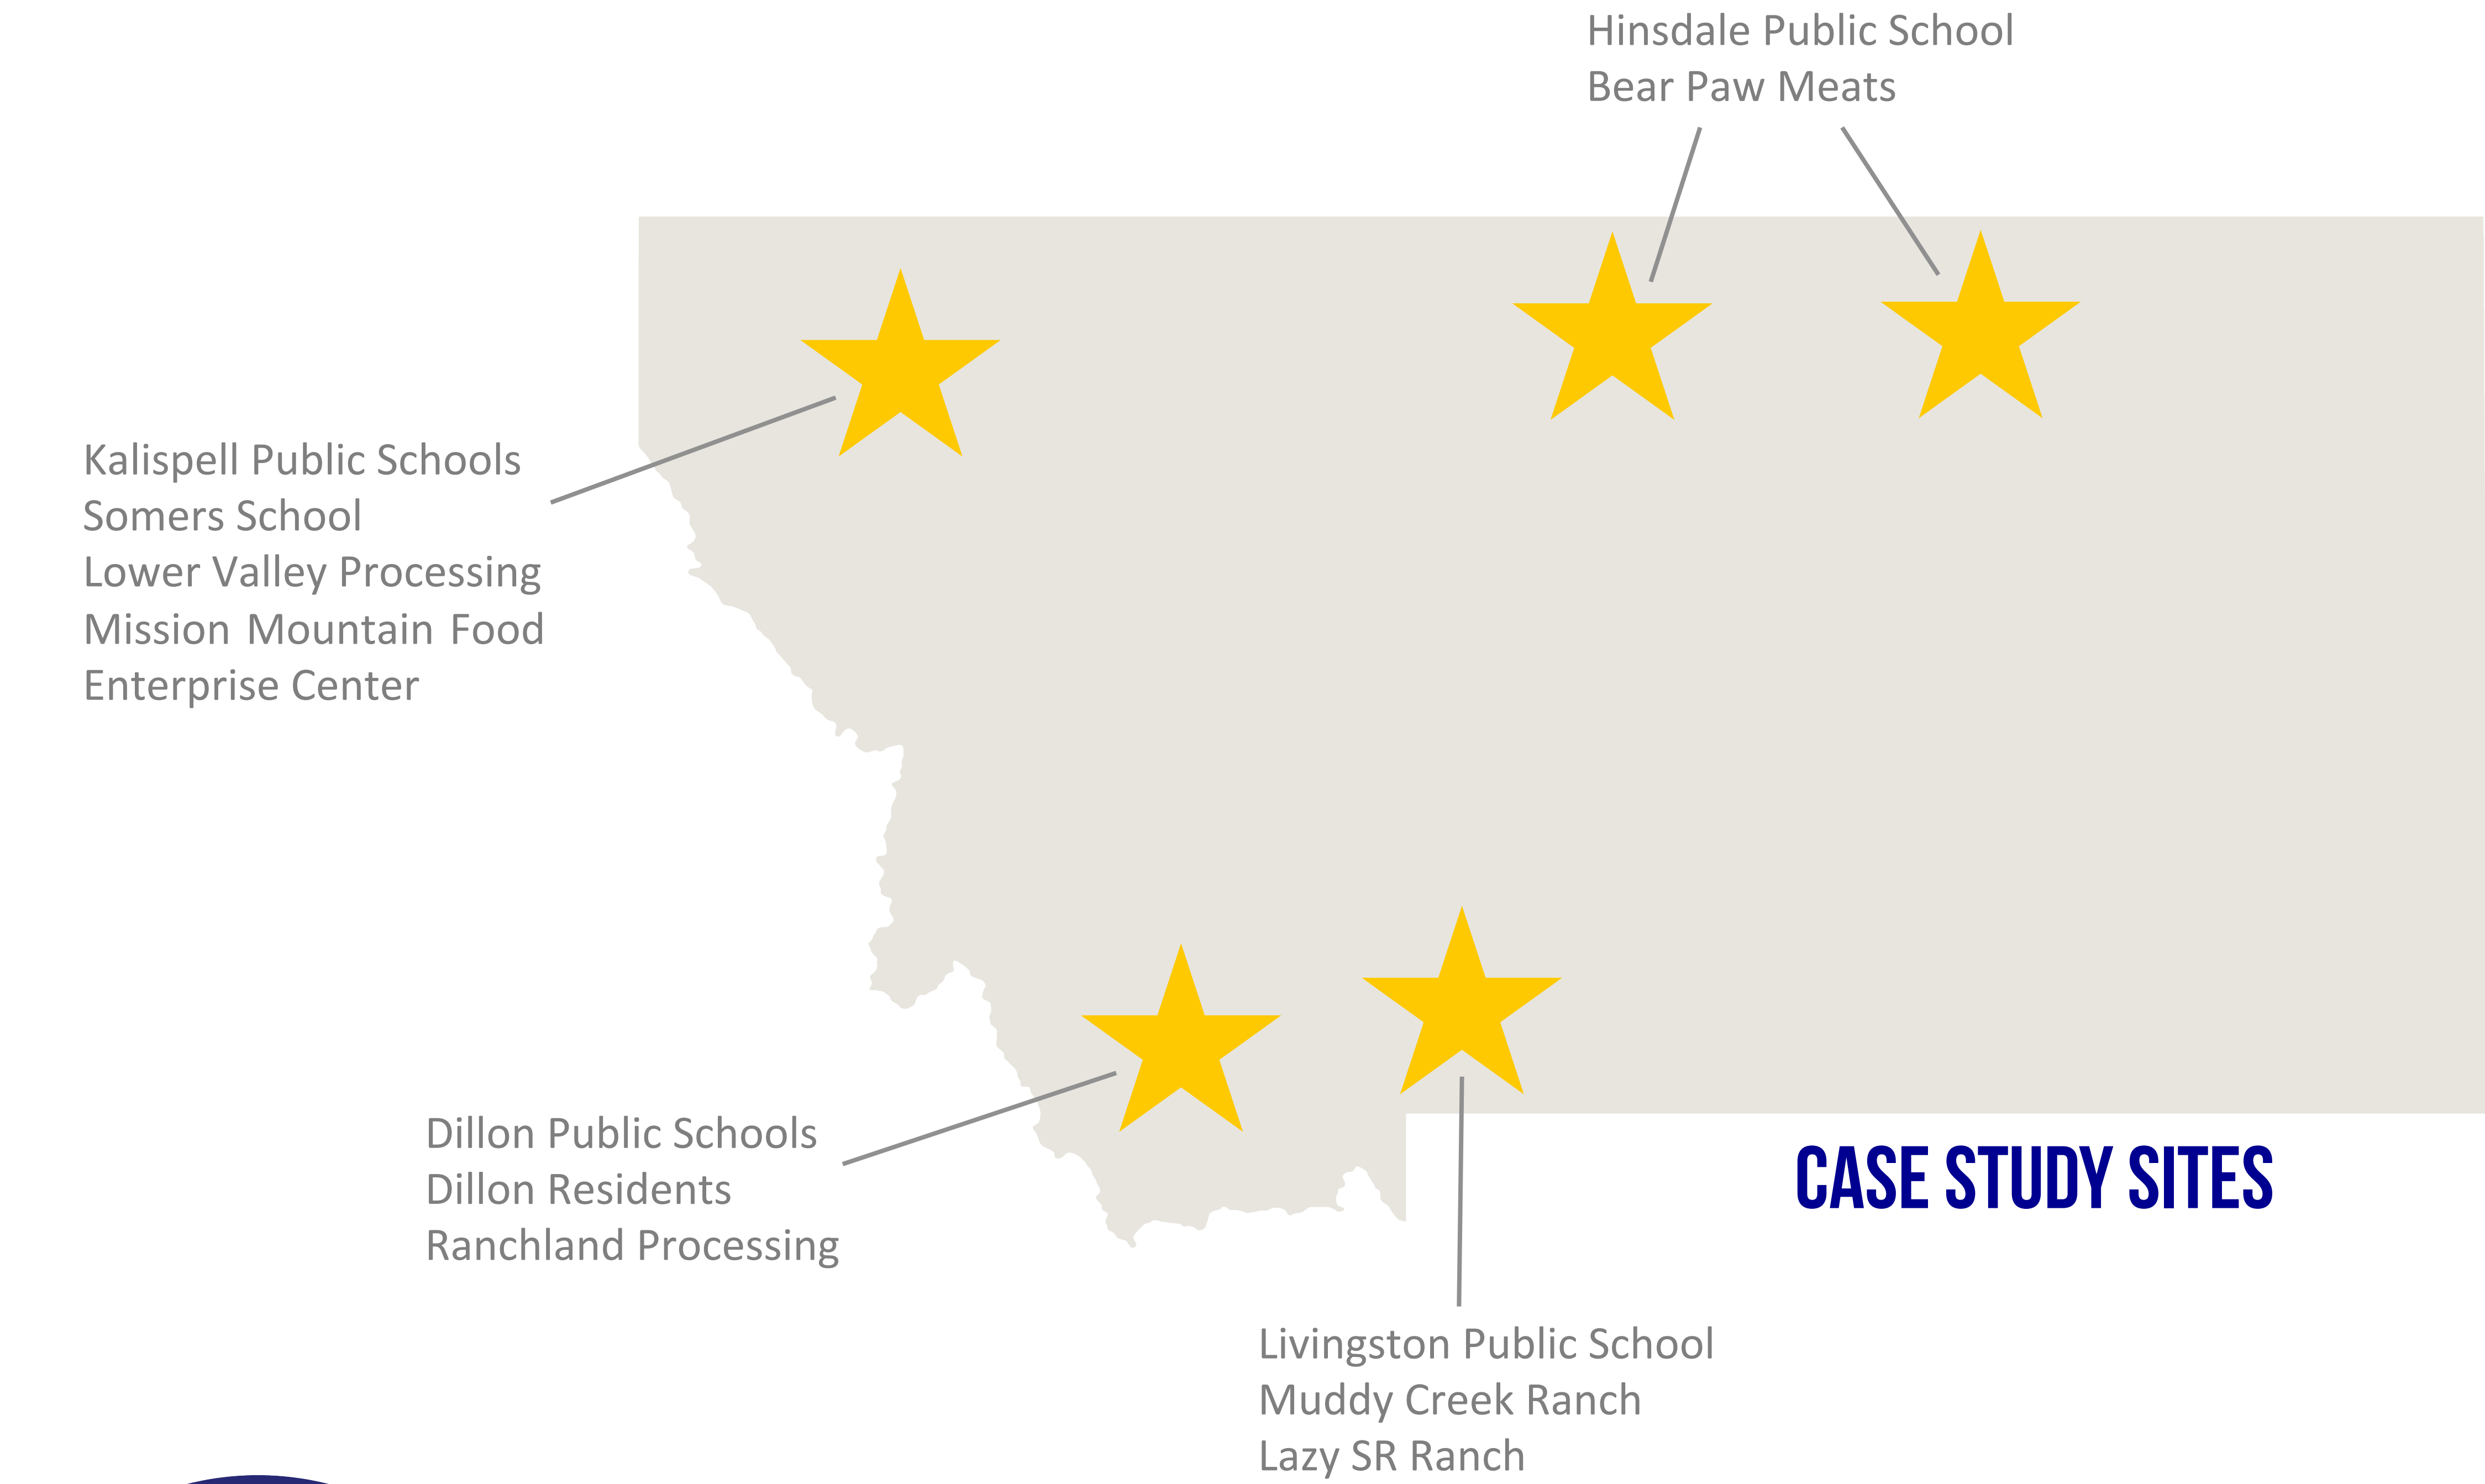 Hinsdale Public School
Bear Paw Meats
Kalispell Public Schools
Somers School
Lower Valley Processing
Mission Mountain Food
Enterprise Center
Dillon Public Schools
Dillon Residents
Ranchland Processing
CASE STUDY SITES
Livingston Public School
Muddy Creek Ranch
Lazy SR Ranch